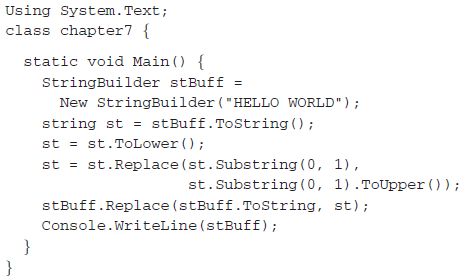 Using System.Text;
class chapter7 {
static void Main() {
StringBuilder stBuff =
New StringBuilder("HELLO WORLD");
string st = stBuff.ToString();
st = st.ToLower();
st = st.Replace(st.Substring(0, 1),
st.Substring(0, 1).ToUpper());
stBuff.Replace(stBuff.ToString, st);
Console.WriteLine(stBuff);
}
}